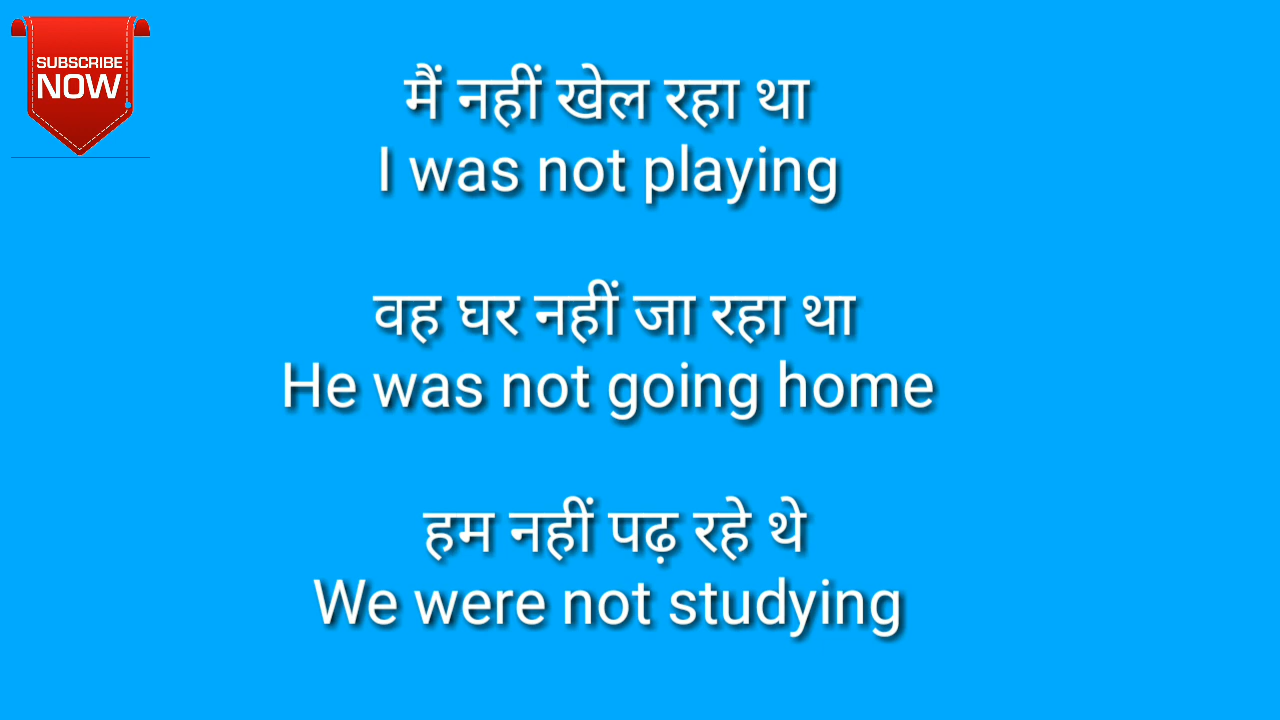 SUBSCRIBE
NOW
मैं नहीं खेल रहा था
I was not playing
वह घर नहीं जा रहा था
He was not going home
हम नहीं पढ़ रहे थे
We were not studying